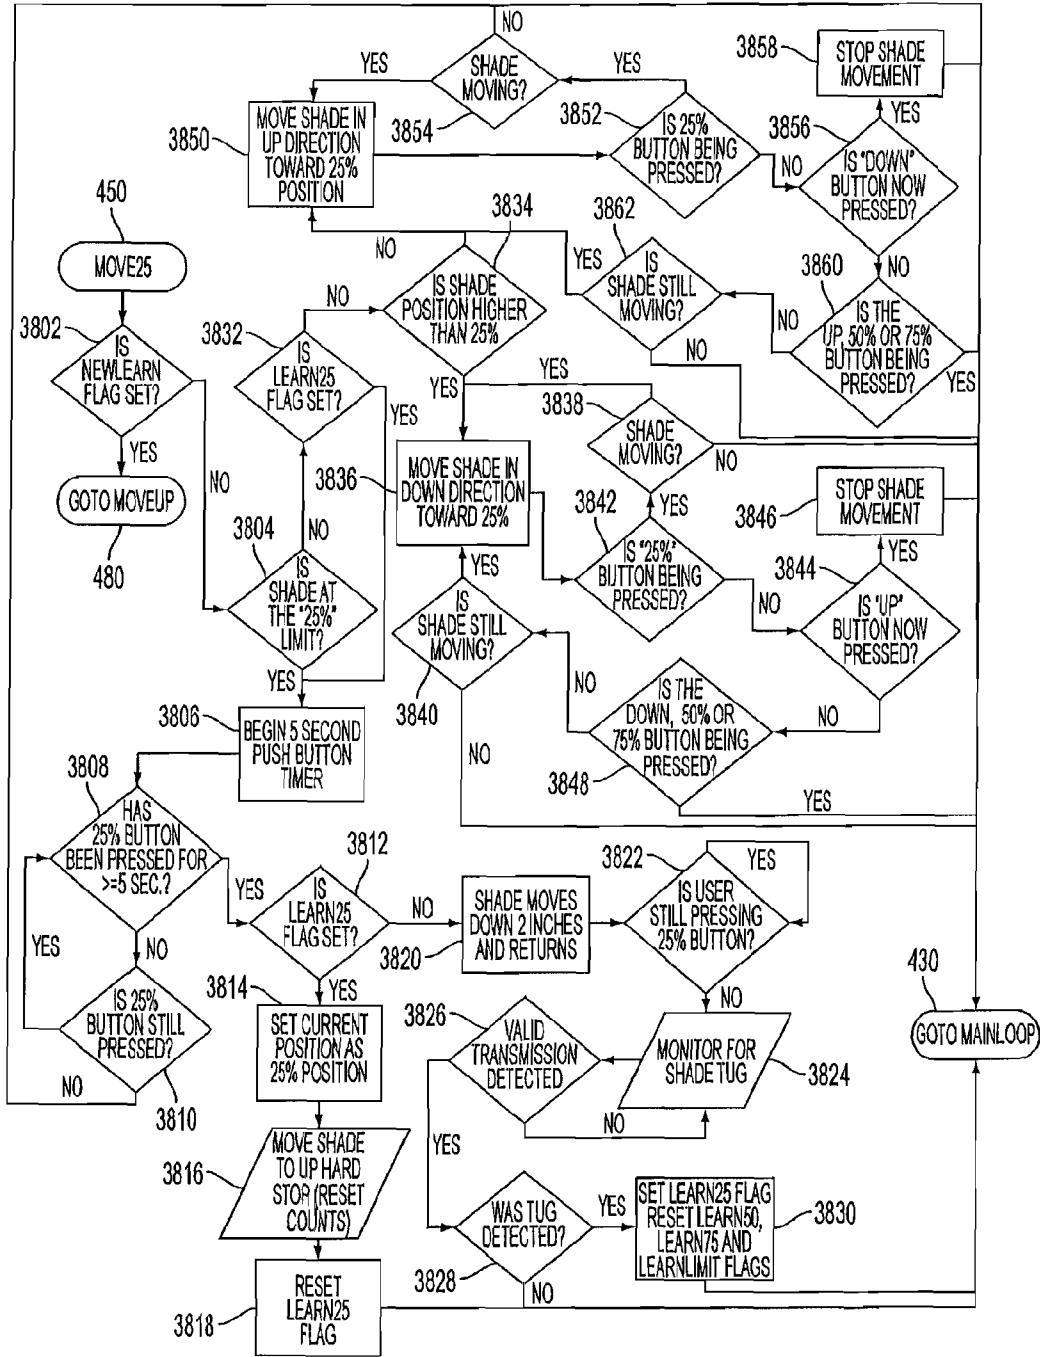 NO
YES
SHADE
MOVING?
3854
YES
3858
STOP SHADE
MOVEMENT
YES
3850
MOVE SHADE IN
UP DIRECTION
TOWARD 25%
POSITION
3852
IS 25%
BUTTON BEING
PRESSED?
NO
3856
IS "DOWN"
BUTTON NOW
PRESSED?
NO
450
MOVE25
3802
IS
NEWLEARN
FLAG SET?
YES
GOTO MOVEUP
480
NO
3834
NO
IS SHADE
POSITION HIGHER
THAN 25%
YES
3862
YES
IS
SHADE STILL
MOVING?
NO
3860
NO
IS THE
UP, 50% OR 75%
BUTTON BEING
PRESSED?
YES
NO
3832
IS
LEARN25
FLAG SET?
YES
NO
YES
3838
SHADE
MOVING?
NO
3836
MOVE SHADE IN
DOWN DIRECTION
TOWARD 25%
YES
3842
YES
IS "25%"
BUTTON BEING
PRESSED?
NO
3846
STOP SHADE
MOVEMENT
YES
3844
IS "UP"
BUTTON NOW
PRESSED?
NO
3804
IS
SHADE AT
THE "25%"
LIMIT?
YES
IS
SHADE STILL
MOVING?
3840
NO
NO
IS THE
DOWN, 50% OR
75% BUTTON BEING
PRESSED?
3848
YES
3806
BEGIN 5 SECOND
PUSH BUTTON
TIMER
3808
HAS
25% BUTTON
BEEN PRESSED FOR
>=5 SEC.?
YES
NO
YES
IS 25%
BUTTON STILL
PRESSED?
NO
3810
3812
IS
LEARN25
FLAG SET?
NO
YES
3820
SHADE MOVES
DOWN 2 INCHES
AND RETURNS
3822
YES
IS USER
STILL PRESSING
25% BUTTON?
NO
3814
SET CURRENT
POSITION AS
25% POSITION
3826
VALID
TRANSMISSION
DETECTED
NO
YES
MONITOR FOR
SHADE TUG
3824
430
GOTO MAINLOOP
3816
MOVE SHADE
TO UP HARD
STOP (RESET
COUNTS)
WAS TUG
DETECTED?
3828
YES
NO
SET LEARN25 FLAG
RESET LEARN50,
LEARN75 AND
LEARNLIMIT FLAGS
3830
3818
RESET
LEARN25
FLAG